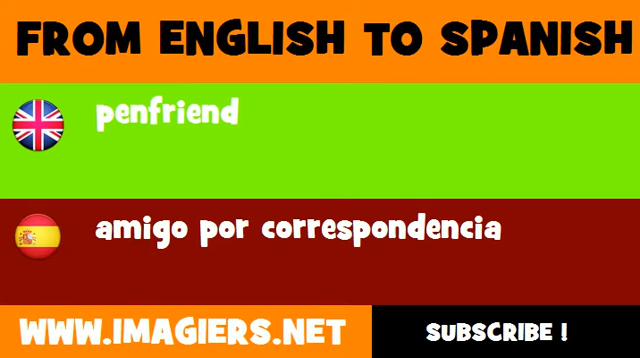 FROM ENGLISH TO SPANISH
penfriend
amigo por correspondencia
WWW.IMAGIERS.NET
SUBSCRIBE !